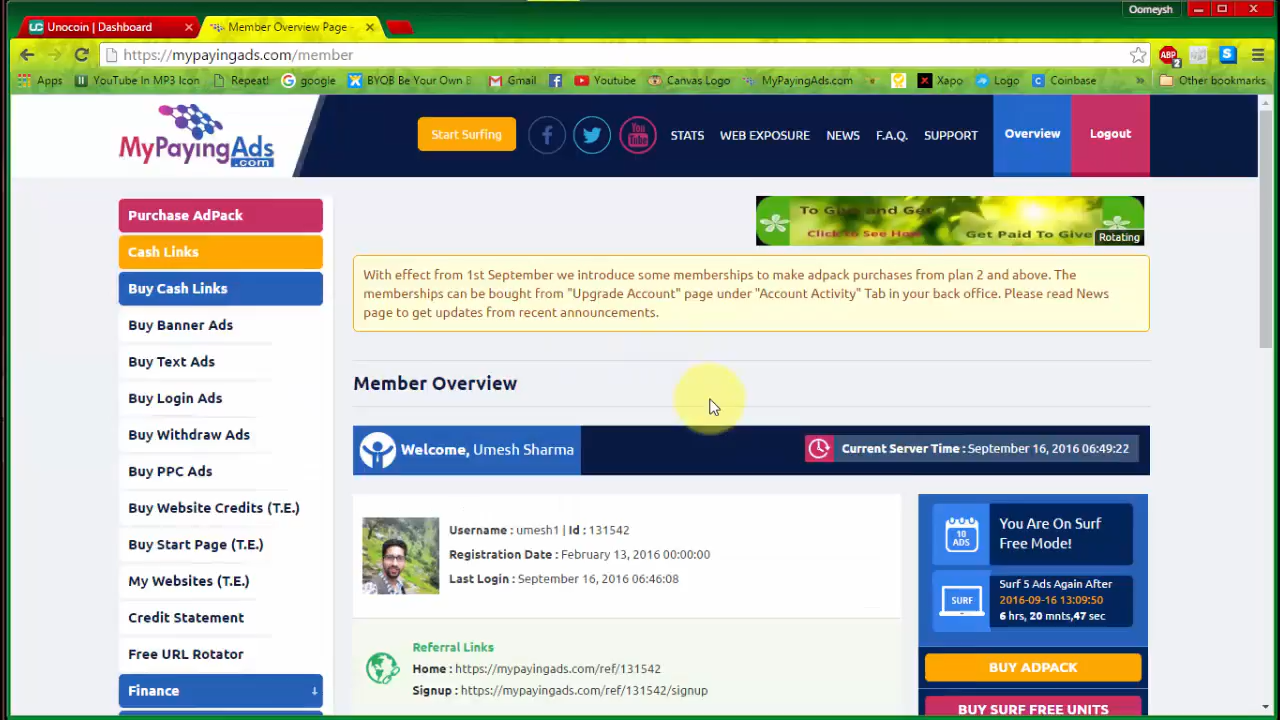 Oomeysh
Unocoin | Dashboard
Member Overview Page -
https://mypayingads.com/member
ABP
2
Apps
YouTube In MP3 Icon
Repeat!
google
BYOB Be Your Own B
Gmail
Youtube
Canvas Logo
MyPayingAds.com
Xapo
Logo
Coinbase
Other bookmarks
MyPayingAds
.com
Start Surfing
You
Tube
STATS
WEB EXPOSURE
NEWS
F.A.Q.
SUPPORT
Overview
Logout
Purchase AdPack
Cash Links
Buy Cash Links
Buy Banner Ads
Buy Text Ads
Buy Login Ads
Buy Withdraw Ads
Buy PPC Ads
Buy Website Credits (T.E.)
Buy Start Page (T.E.)
My Websites (T.E.)
Credit Statement
Free URL Rotator
Finance
To Give and Get
Click to See How
Get Paid To Give
Rotating
With effect from 1st September we introduce some memberships to make adpack purchases from plan 2 and above. The
memberships can be bought from "Upgrade Account" page under "Account Activity" Tab in your back office. Please read News
page to get updates from recent announcements.
Member Overview
Welcome, Umesh Sharma
Current Server Time : September 16, 2016 06:49:22
Username : umesh1 | Id : 131542
Registration Date : February 13, 2016 00:00:00
Last Login : September 16, 2016 06:46:08
Referral Links
Home : https://mypayingads.com/ref/131542
Signup : https://mypayingads.com/ref/131542/signup
10
ADS
You Are On Surf
Free Mode!
SURF
Surf 5 Ads Again After
2016-09-16 13:09:50
6 hrs, 20 mnts,47 sec
BUY ADPACK
BUY SURF FREE UNITS